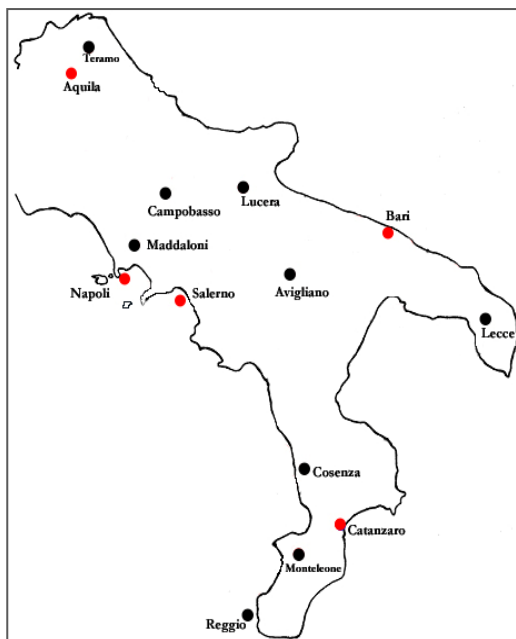 Teramo
Aquila
Lucera
Campobasso
Bari
Maddaloni
Napoli
Salerno
Avigliano
Lecce
Cosenza
Catanzaro
Monteleone
Reggio